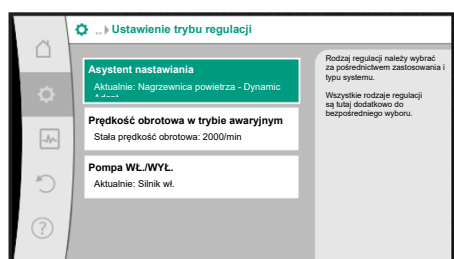 .. Ustawienie trybu regulacji
Asystent nastawiania
Aktualnie: Nagrzewnica powietrza - Dynamic
Adapt
Prędkość obrotowa w trybie awaryjnym
Stała prędkość obrotowa: 2000/min
Pompa WŁ./WYŁ.
Aktualnie: Silnik wł.
Rodzaj regulacji należy wybrać
za pośrednictwem zastosowania i
typu systemu.
Wszystkie rodzaje regulacji
są tutaj dodatkowo do
bezpośredniego wyboru.